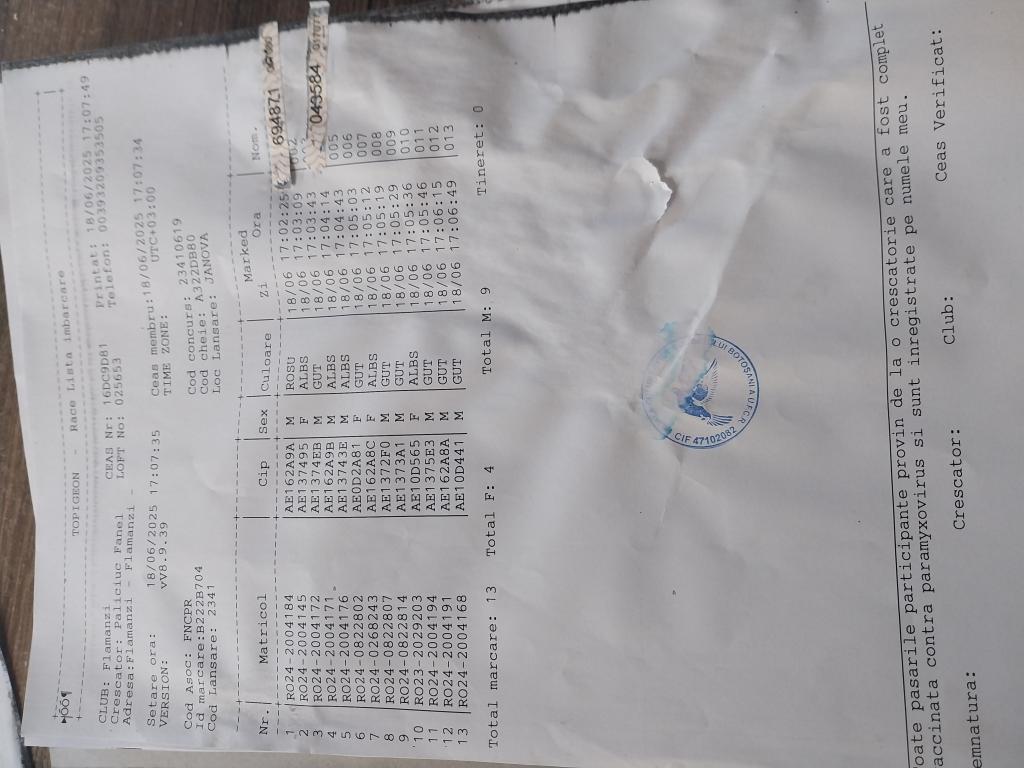 TOPIGEON - Race Lista imbarcare
CLUB: Flamanzi CEAS Nr: 16DC9D81 Printat: 18/06/2025 17:07:49
Crescator: Paliciuc Fanel LOFT No: 025653 Telefon: 00393209353505
Adresa:Flamanzi - Flamanzi -
Setare ora: 18/06/2025 17:07:35 Ceas membru:18/06/2025 17:07:34
VERSION: vV8.9.39 TIME ZONE: UTC+03:00
Cod Asoc: FNCPR Cod concurs: 23410619
Id marcare:B222B704 Cod cheie: A322DB80
Cod Lansare: 2341 Loc Lansare: JANOVA
Marked
Nr. Matricol Cip Sex Culoare Zi Ora Nom.
1 RO24-2004184 AE162A9A M ROSU 18/06 17:02:25
2 RO24-2004145 AE137495 F ALBS 18/06 17:03:09
3 RO24-2004172 AE1374EB M GUT 18/06 17:03:43
4 RO24-2004171 AE162A9B M ALBS 18/06 17:04:14
5 RO24-2004176 AE13743E M ALBS 18/06 17:04:43 005
6 RO24-0822802 AE0D2A81 F GUT 18/06 17:05:03 006
7 RO24-0268243 AE162A8C F ALBS 18/06 17:05:12 007
8 RO24-0822807 AE1372F0 M GUT 18/06 17:05:19 008
9 RO24-0822814 AE1373A1 M GUT 18/06 17:05:29 009
10 RO23-2029203 AE10D565 F ALBS 18/06 17:05:36 010
11 RO24-2004194 AE1375E3 M GUT 18/06 17:05:46 011
12 RO24-2004191 AE162A8A M GUT 18/06 17:06:15 012
13 RO24-2004168 AE10D441 M GUT 18/06 17:06:49 013
694871
043584
Total marcare: 13 Total F: 4 Total M: 9 Tineret: 0
CIF 47102082
oate pasarile participante provin de la o crescatorie care a fost complet
accinata contra paramyxovirus si sunt inregistrate pe numele meu.
emnatura: Crescator: Club: Ceas Verificat: